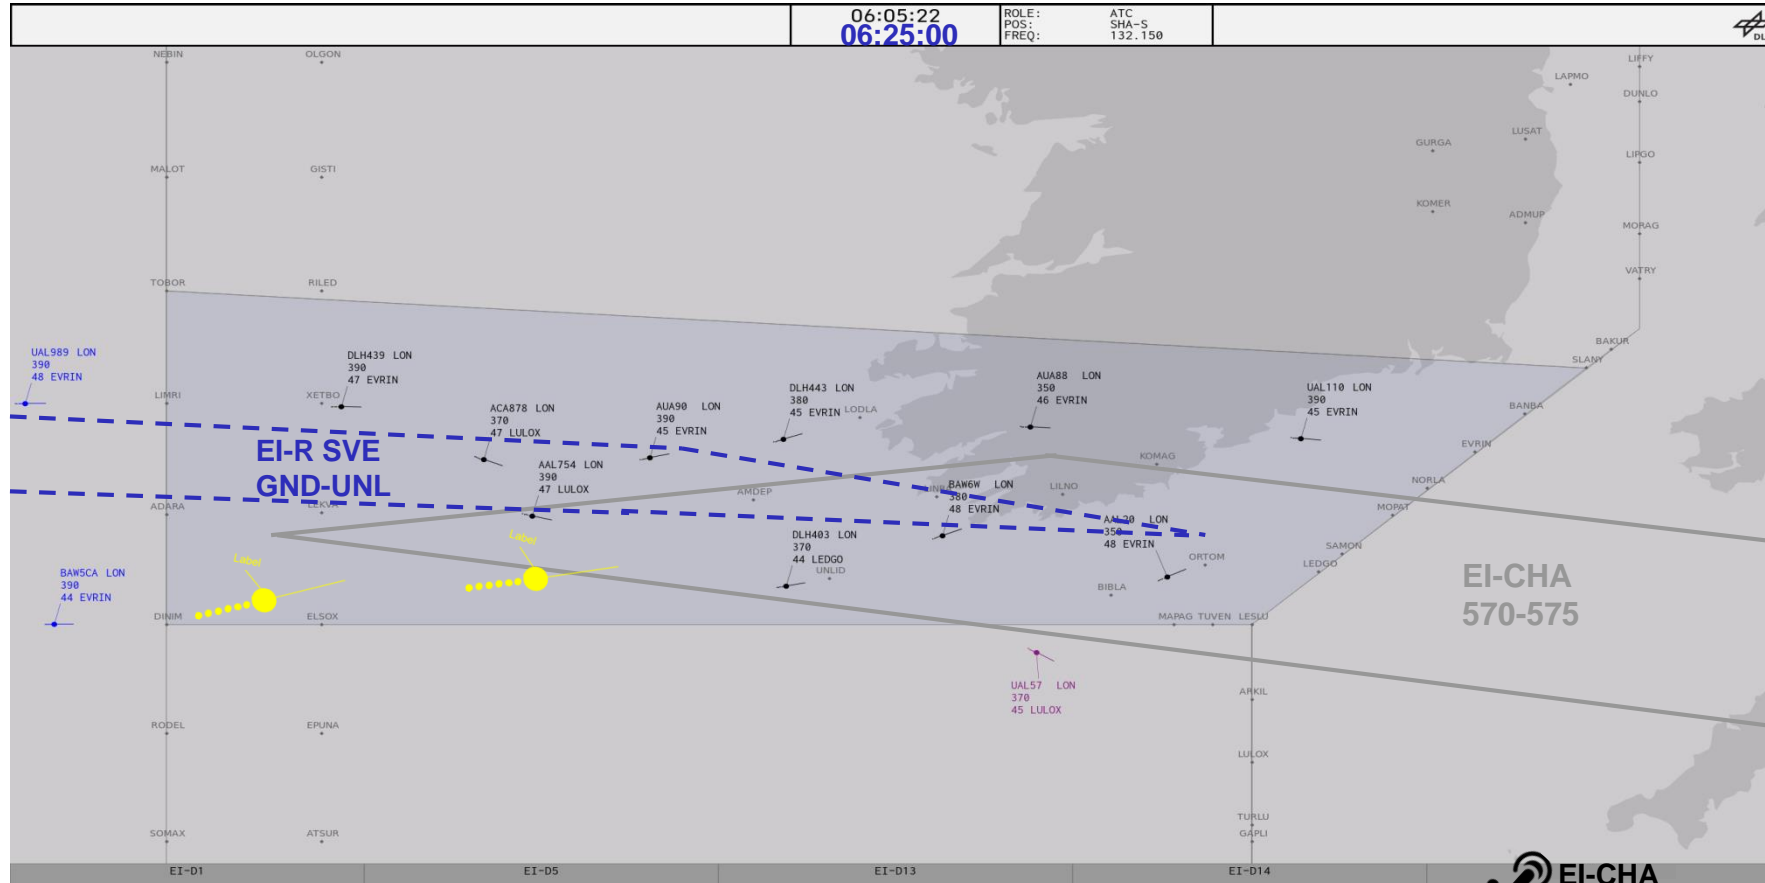 06:05:22
06:25:00
ROLE: ATC
POS: SHA-S
FREQ: 132.150
DL
NEBIN
OLGON
LIFFY
LAPMO
DUNLO
LUSAT
GURGA
LIPGO
MALOT
GISTI
KOMER
ADMUP
MORAG
VATRY
TOBOR
RILED
BAKUR
SLANY
UAL989 LON
390
48 EVRIN
DLH439 LON
390
47 EVRIN
LIMRI
XETBO
ACA878 LON
370
47 LULOX
AUA90 LON
390
45 EVRIN
DLH443 LON
380
45 EVRIN
LODLA
AUA88 LON
350
46 EVRIN
UAL110 LON
390
45 EVRIN
BANBA
EVRIN
EI-R SVE
GND-UNL
AAL754 LON
390
47 LULOX
KOMAG
AMDEP
LILNO
NORLA
MOPAT
ADARA
LEKVA
BAW6W LON
380
48 EVRIN
AAL20 LON
350
48 EVRIN
DLH403 LON
370
44 LEDGO
UNLID
ORTOM
SAMON
LEDGO
BIBLA
Label
Label
BAW5CA LON
390
44 EVRIN
EI-CHA
570-575
DINIM
ELSOX
MAPAG TUVEN LESLU
UAL57 LON
370
45 LULOX
ARKIL
RODEL
EPUNA
LULOX
TURLU
GAPLI
SOMAX
ATSUR
EI-D1
EI-D5
EI-D13
EI-D14
EI-CHA